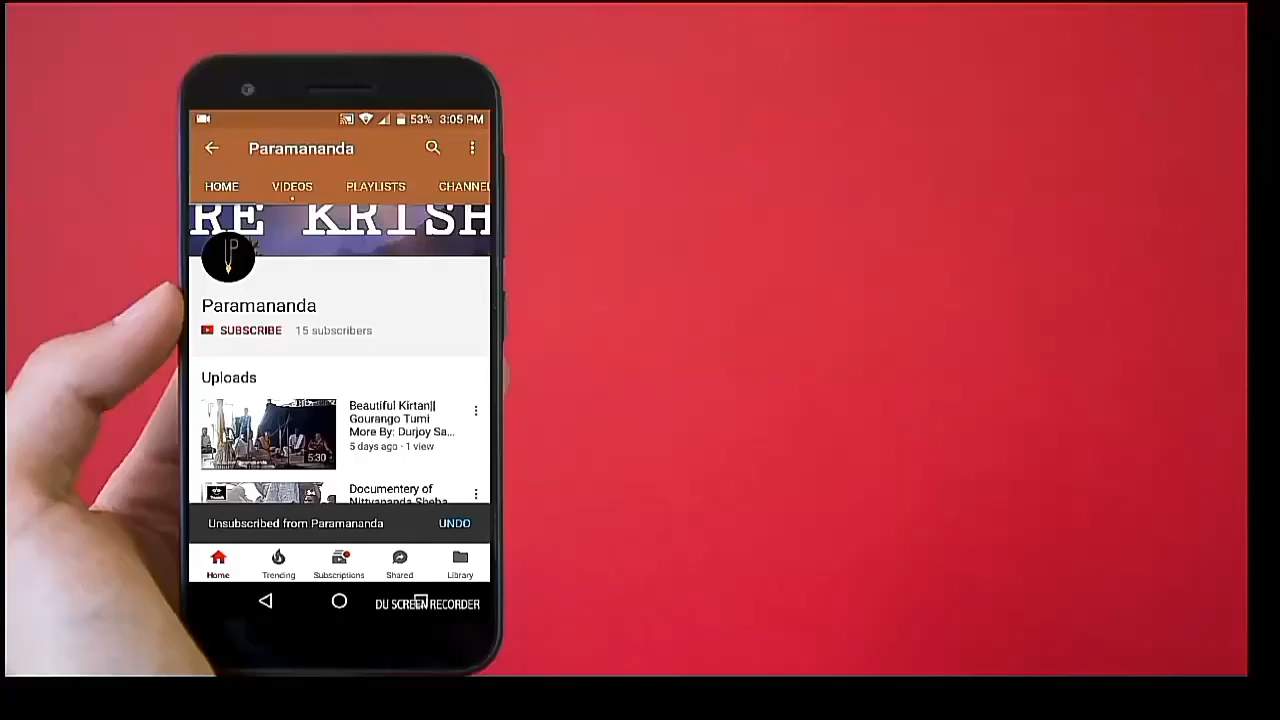 53% 3:05 PM
Paramananda
HOME VIDEOS PLAYLISTS CHANNEL
RE KRISH
P
Paramananda
SUBSCRIBE 15 subscribers
Uploads
Beautiful Kirtan||
Gourango Tumi
More By: Durjoy Sa...
5 days ago · 1 view
5:30
Documentery of
Nittyananda Sheba
Unsubscribed from Paramananda UNDO
Home Trending Subscriptions Shared Library
DU SCREEN RECORDER